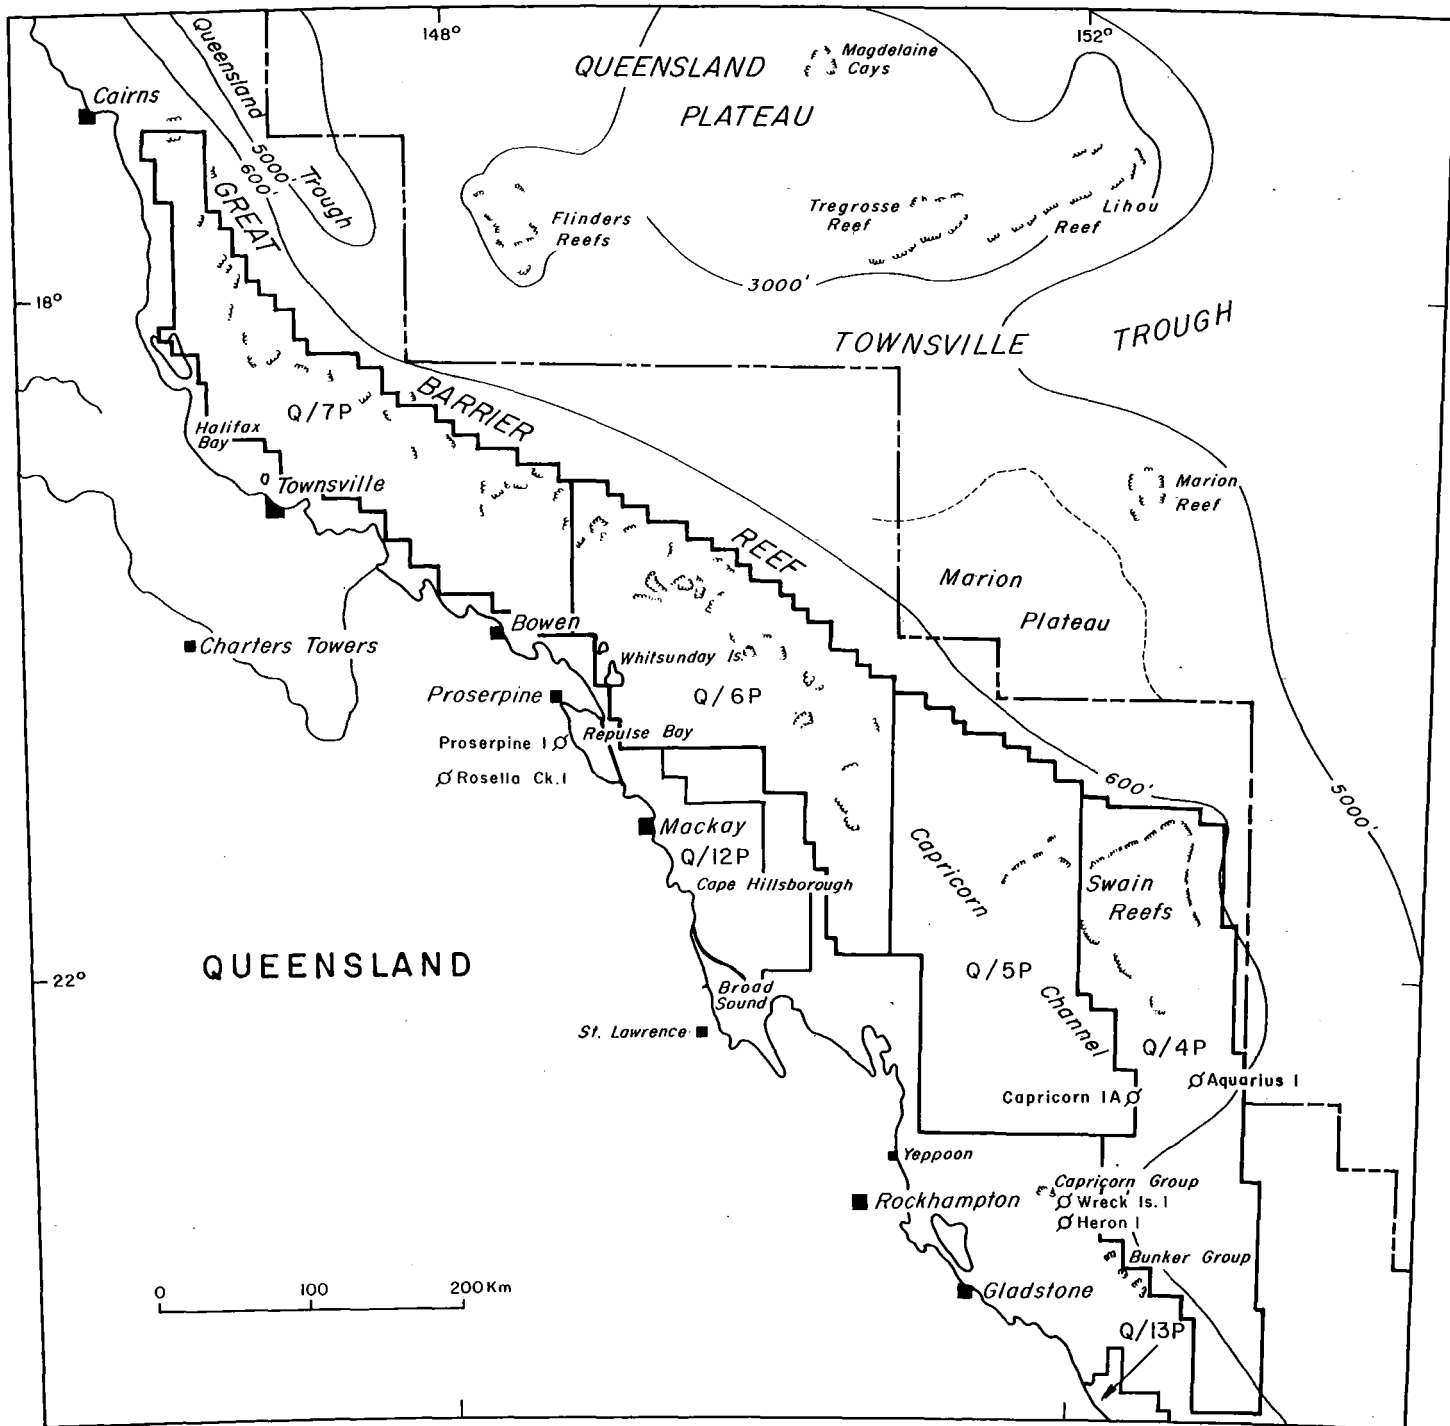 148°
152°
Queensland
5000'
Trough
600'
QUEENSLAND
PLATEAU
Magdelaine
Cays
Cairns
GREAT
Flinders
Reefs
Tregrosse
Reef
Lihou
Reef
3000'
18°
TOWNSVILLE
TROUGH
BARRIER
Q/7P
Halifax
Bay
Townsville
Marion
Reef
REEF
Marion
Plateau
Bowen
Charters Towers
Whitsunday Is.
Proserpine
Q/6P
Repulse Bay
Proserpine 1
Rosella Ck.1
600'
5000'
Mackay
Q/12P
Cape Hillsborough
Capricorn
Channel
Swain
Reefs
QUEENSLAND
22°
Q/5P
Broad
Sound
St. Lawrence
Q/4P
Aquarius 1
Capricorn 1A
Yeppoon
Capricorn Group
Wreck Is.1
Heron 1
Rockhampton
Bunker Group
Gladstone
0 100 200 Km
Q/13P